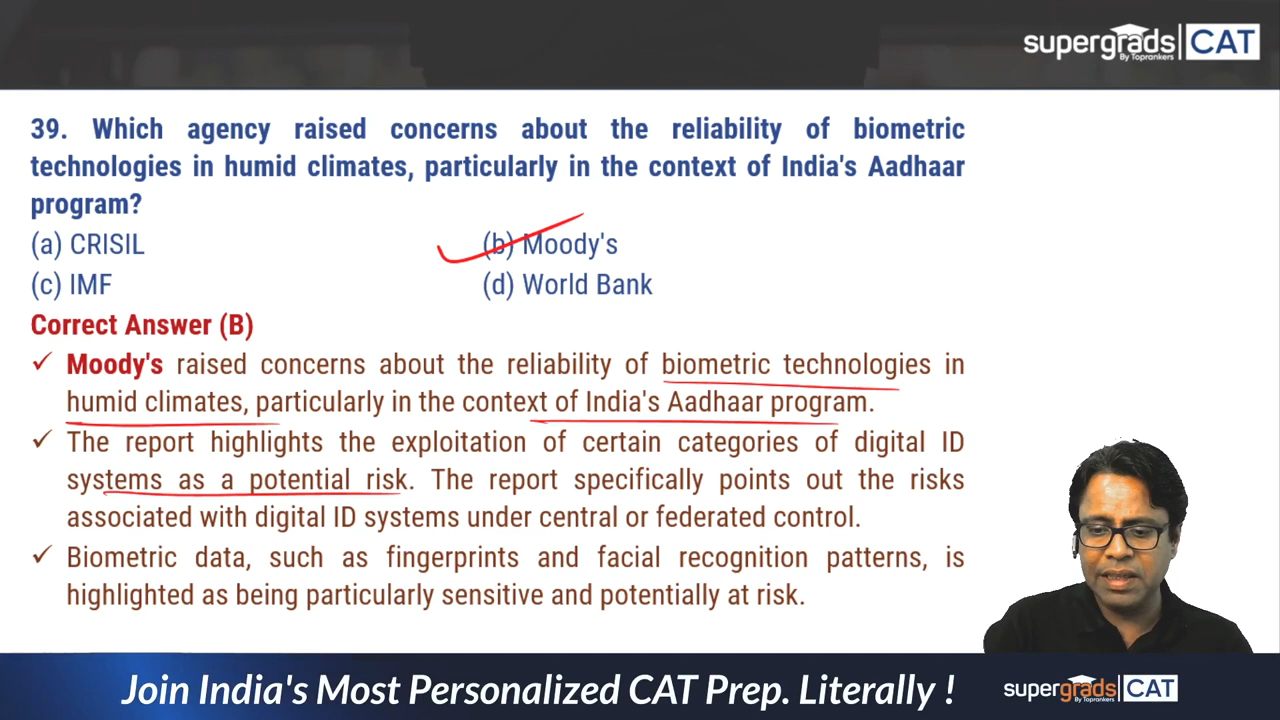 supergrads CAT
By Toprankers
39. Which agency raised concerns about the reliability of biometric
technologies in humid climates, particularly in the context of India's Aadhaar
program?
(a) CRISIL (b) Moody's
(c) IMF (d) World Bank
Correct Answer (B)
✓ Moody's raised concerns about the reliability of biometric technologies in
humid climates, particularly in the context of India's Aadhaar program.
✓ The report highlights the exploitation of certain categories of digital ID
systems as a potential risk. The report specifically points out the risks
associated with digital ID systems under central or federated control.
✓ Biometric data, such as fingerprints and facial recognition patterns, is
highlighted as being particularly sensitive and potentially at risk.
Join India's Most Personalized CAT Prep. Literally !
supergrads CAT
By Toprankers